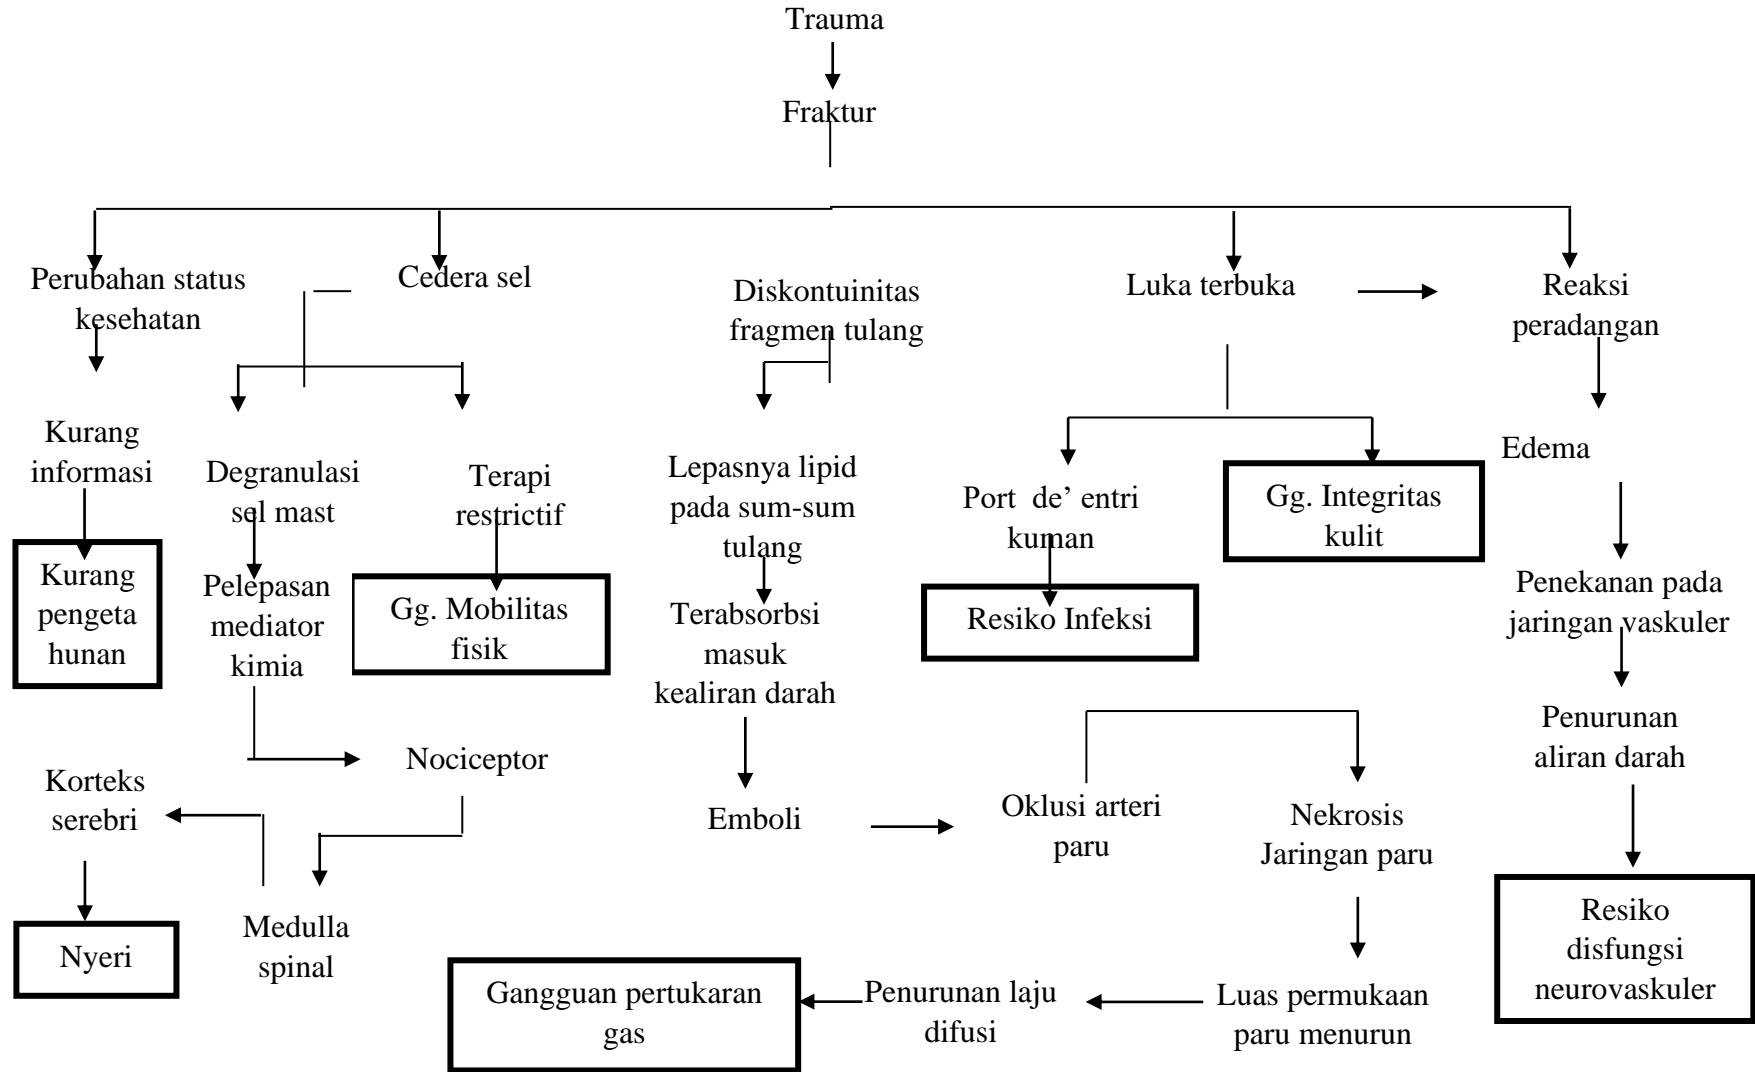 Trauma
Fraktur
Perubahan status
kesehatan
Cedera sel
Diskontuinitas
fragmen tulang
Luka terbuka
Reaksi
peradangan
Kurang
informasi
Degranulasi
sel mast
Terapi
restrictif
Lepasnya lipid
pada sum-sum
tulang
Port de’ entri
kuman
Gg. Integritas
kulit
Edema
Kurang
pengeta
hunan
Pelepasan
mediator
kimia
Gg. Mobilitas
fisik
Terabsorbsi
masuk
kealiran darah
Resiko Infeksi
Penekanan pada
jaringan vaskuler
Korteks
serebri
Nociceptor
Emboli
Oklusi arteri
paru
Nekrosis
Jaringan paru
Penurunan
aliran darah
Nyeri
Medulla
spinal
Gangguan pertukaran
gas
Penurunan laju
difusi
Luas permukaan
paru menurun
Resiko
disfungsi
neurovaskuler